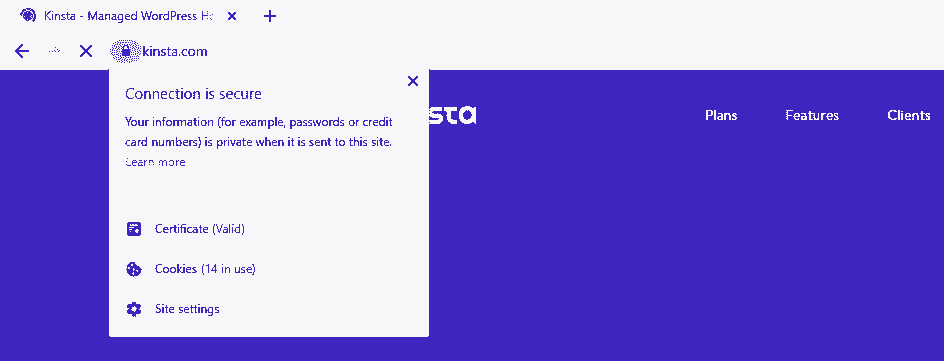 Kinsta - Managed WordPress Ho
kinsta.com
Connection is secure
Your information (for example, passwords or credit
card numbers) is private when it is sent to this site.
Learn more
Certificate (Valid)
Cookies (14 in use)
Site settings
sta
Plans
Features
Clients